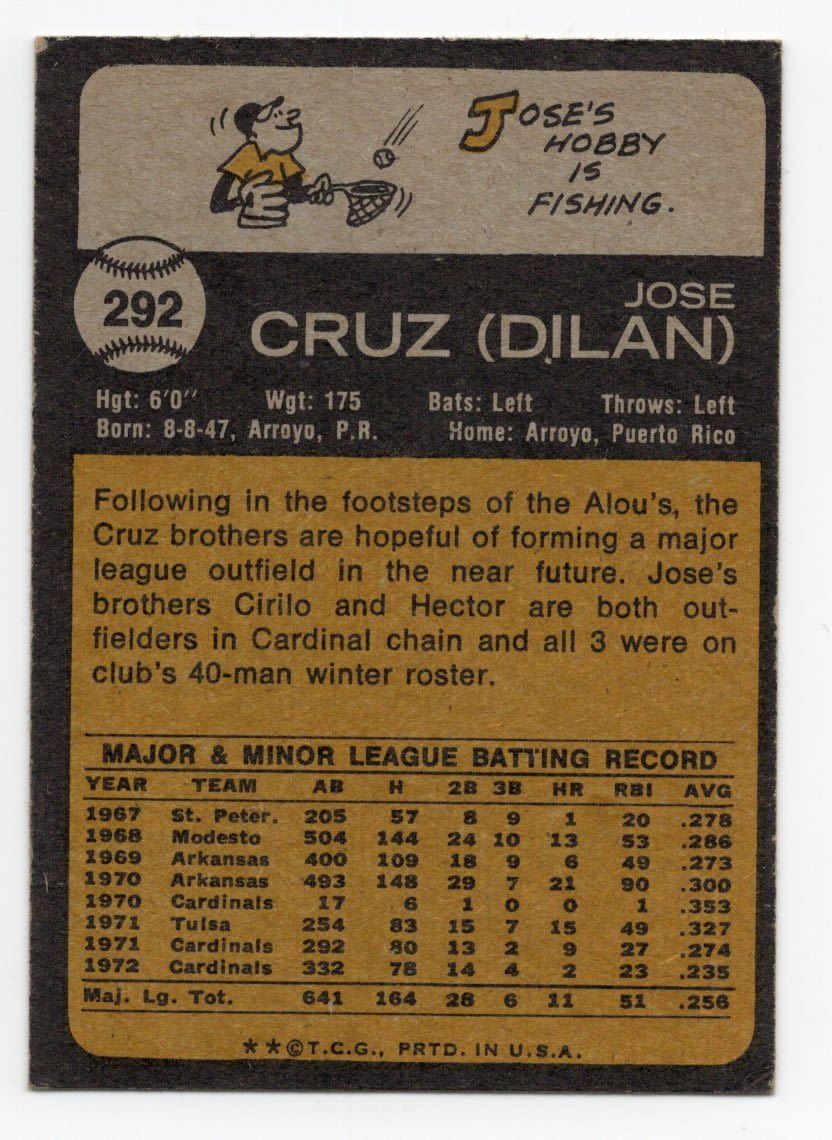 JOSE'S
HOBBY
IS
FISHING.
292
JOSE
CRUZ (DILAN)
Hgt: 6'0" Wgt: 175 Bats: Left Throws: Left
Born: 8-8-47, Arroyo, P.R. Home: Arroyo, Puerto Rico
Following in the footsteps of the Alou's, the
Cruz brothers are hopeful of forming a major
league outfield in the near future. Jose's
brothers Cirilo and Hector are both out-
fielders in Cardinal chain and all 3 were on
club's 40-man winter roster.
MAJOR & MINOR LEAGUE BATTING RECORD
YEAR TEAM AB H 2B 3B HR RBI AVG
1967 St. Peter. 205 57 8 9 1 20 .278
1968 Modesto 504 144 24 10 13 53 .286
1969 Arkansas 400 109 18 9 6 49 .273
1970 Arkansas 493 148 29 7 21 90 .300
1970 Cardinals 17 6 1 0 0 1 .353
1971 Tulsa 254 83 15 7 15 49 .327
1971 Cardinals 292 80 13 2 9 27 .274
1972 Cardinals 332 78 14 4 2 23 .235
Maj. Lg. Tot. 641 164 28 6 11 51 .256
**©T.C.G., PRTD. IN U.S.A.